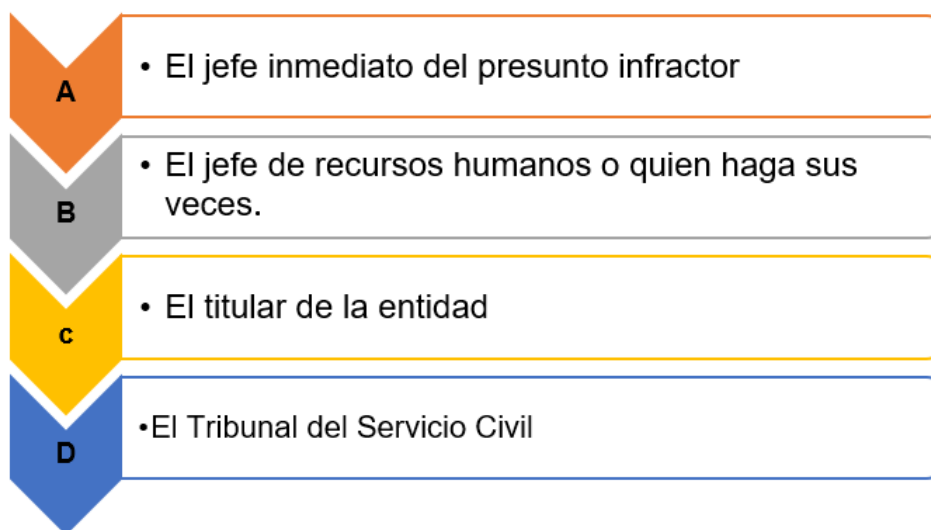 A
• El jefe inmediato del presunto infractor
B
• El jefe de recursos humanos o quien haga sus
veces.
c
• El titular de la entidad
D
•El Tribunal del Servicio Civil